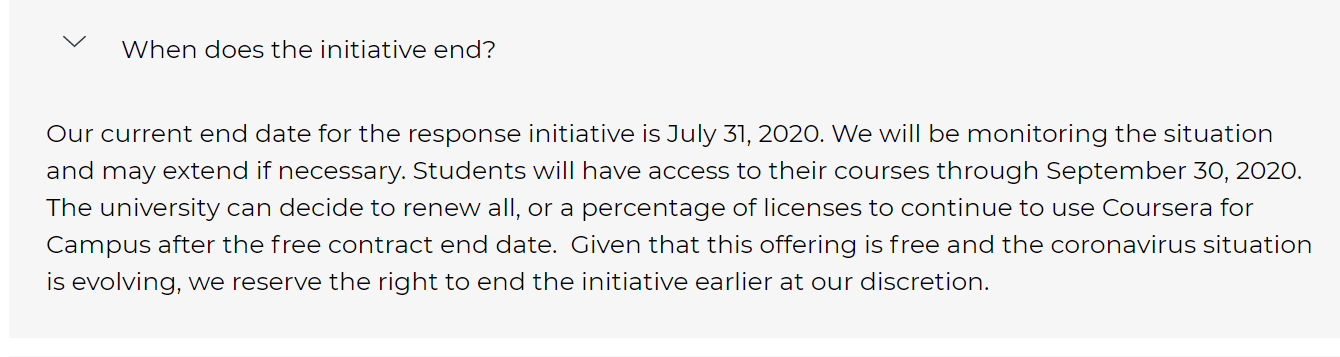 When does the initiative end?
Our current end date for the response initiative is July 31, 2020. We will be monitoring the situation
and may extend if necessary. Students will have access to their courses through September 30, 2020.
The university can decide to renew all, or a percentage of licenses to continue to use Coursera for
Campus after the free contract end date.  Given that this offering is free and the coronavirus situation
is evolving, we reserve the right to end the initiative earlier at our discretion.